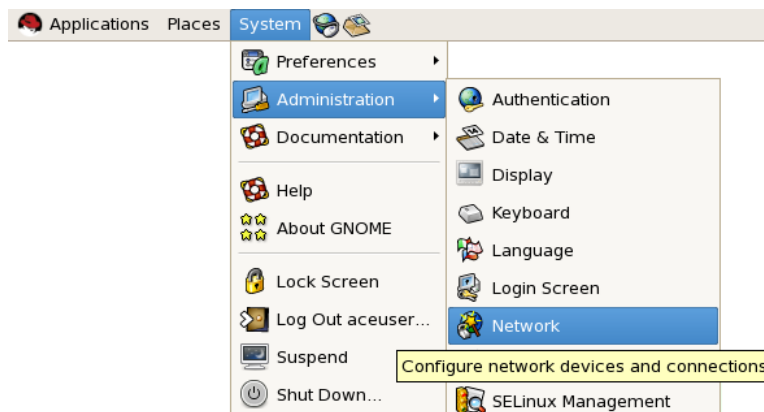 Applications Places System
Preferences
Administration
Documentation
Help
About GNOME
Lock Screen
Log Out aceuser...
Suspend
Shut Down...
Authentication
Date & Time
Display
Keyboard
Language
Login Screen
Network
Configure network devices and connections
SELinux Management